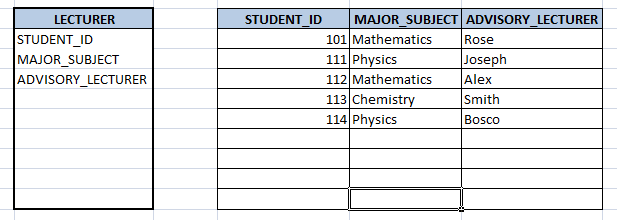 LECTURER
STUDENT_ID
MAJOR_SUBJECT
ADVISORY_LECTURER
STUDENT_ID MAJOR_SUBJECT ADVISORY_LECTURER
101 Mathematics Rose
111 Physics Joseph
112 Mathematics Alex
113 Chemistry Smith
114 Physics Bosco